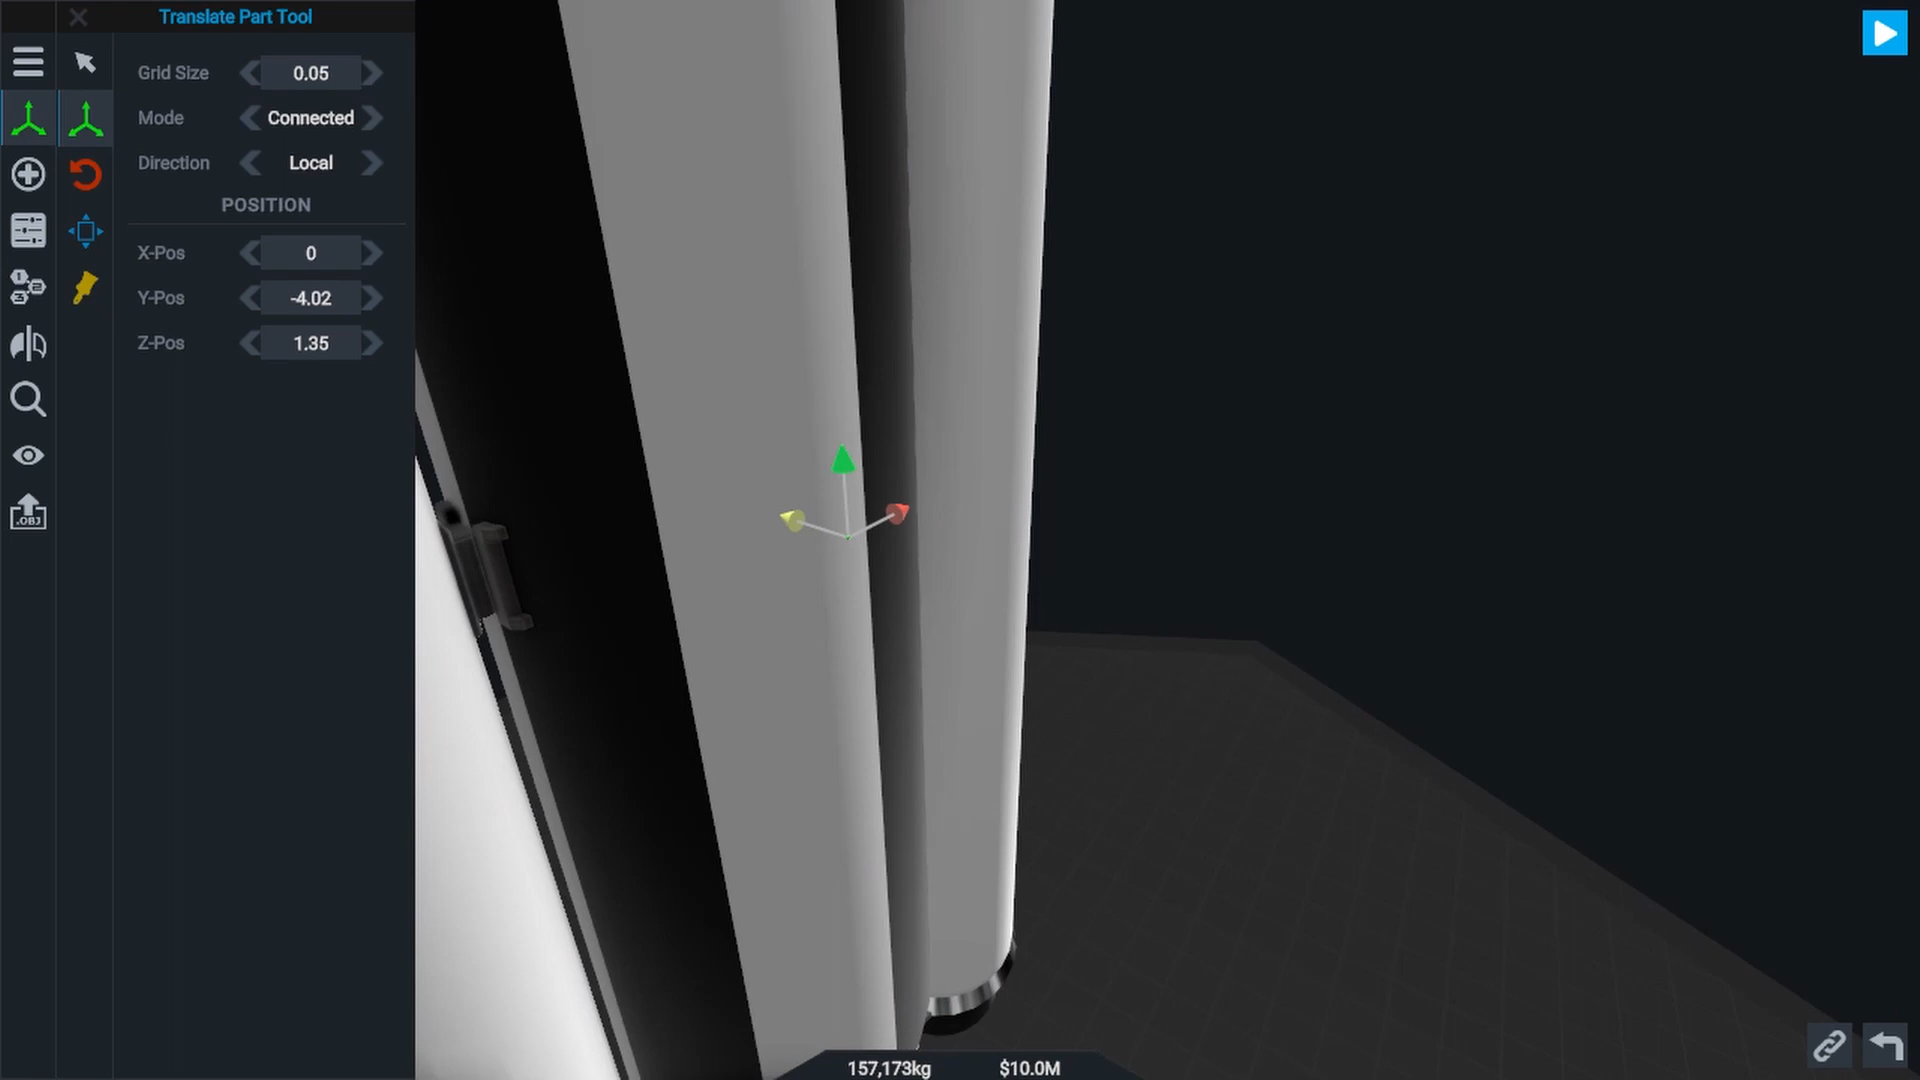 Translate Part Tool
Grid Size 0.05
Mode Connected
Direction Local
POSITION
X-Pos 0
Y-Pos -4.02
Z-Pos 1.35
.OBJ
157,173kg $10.0M